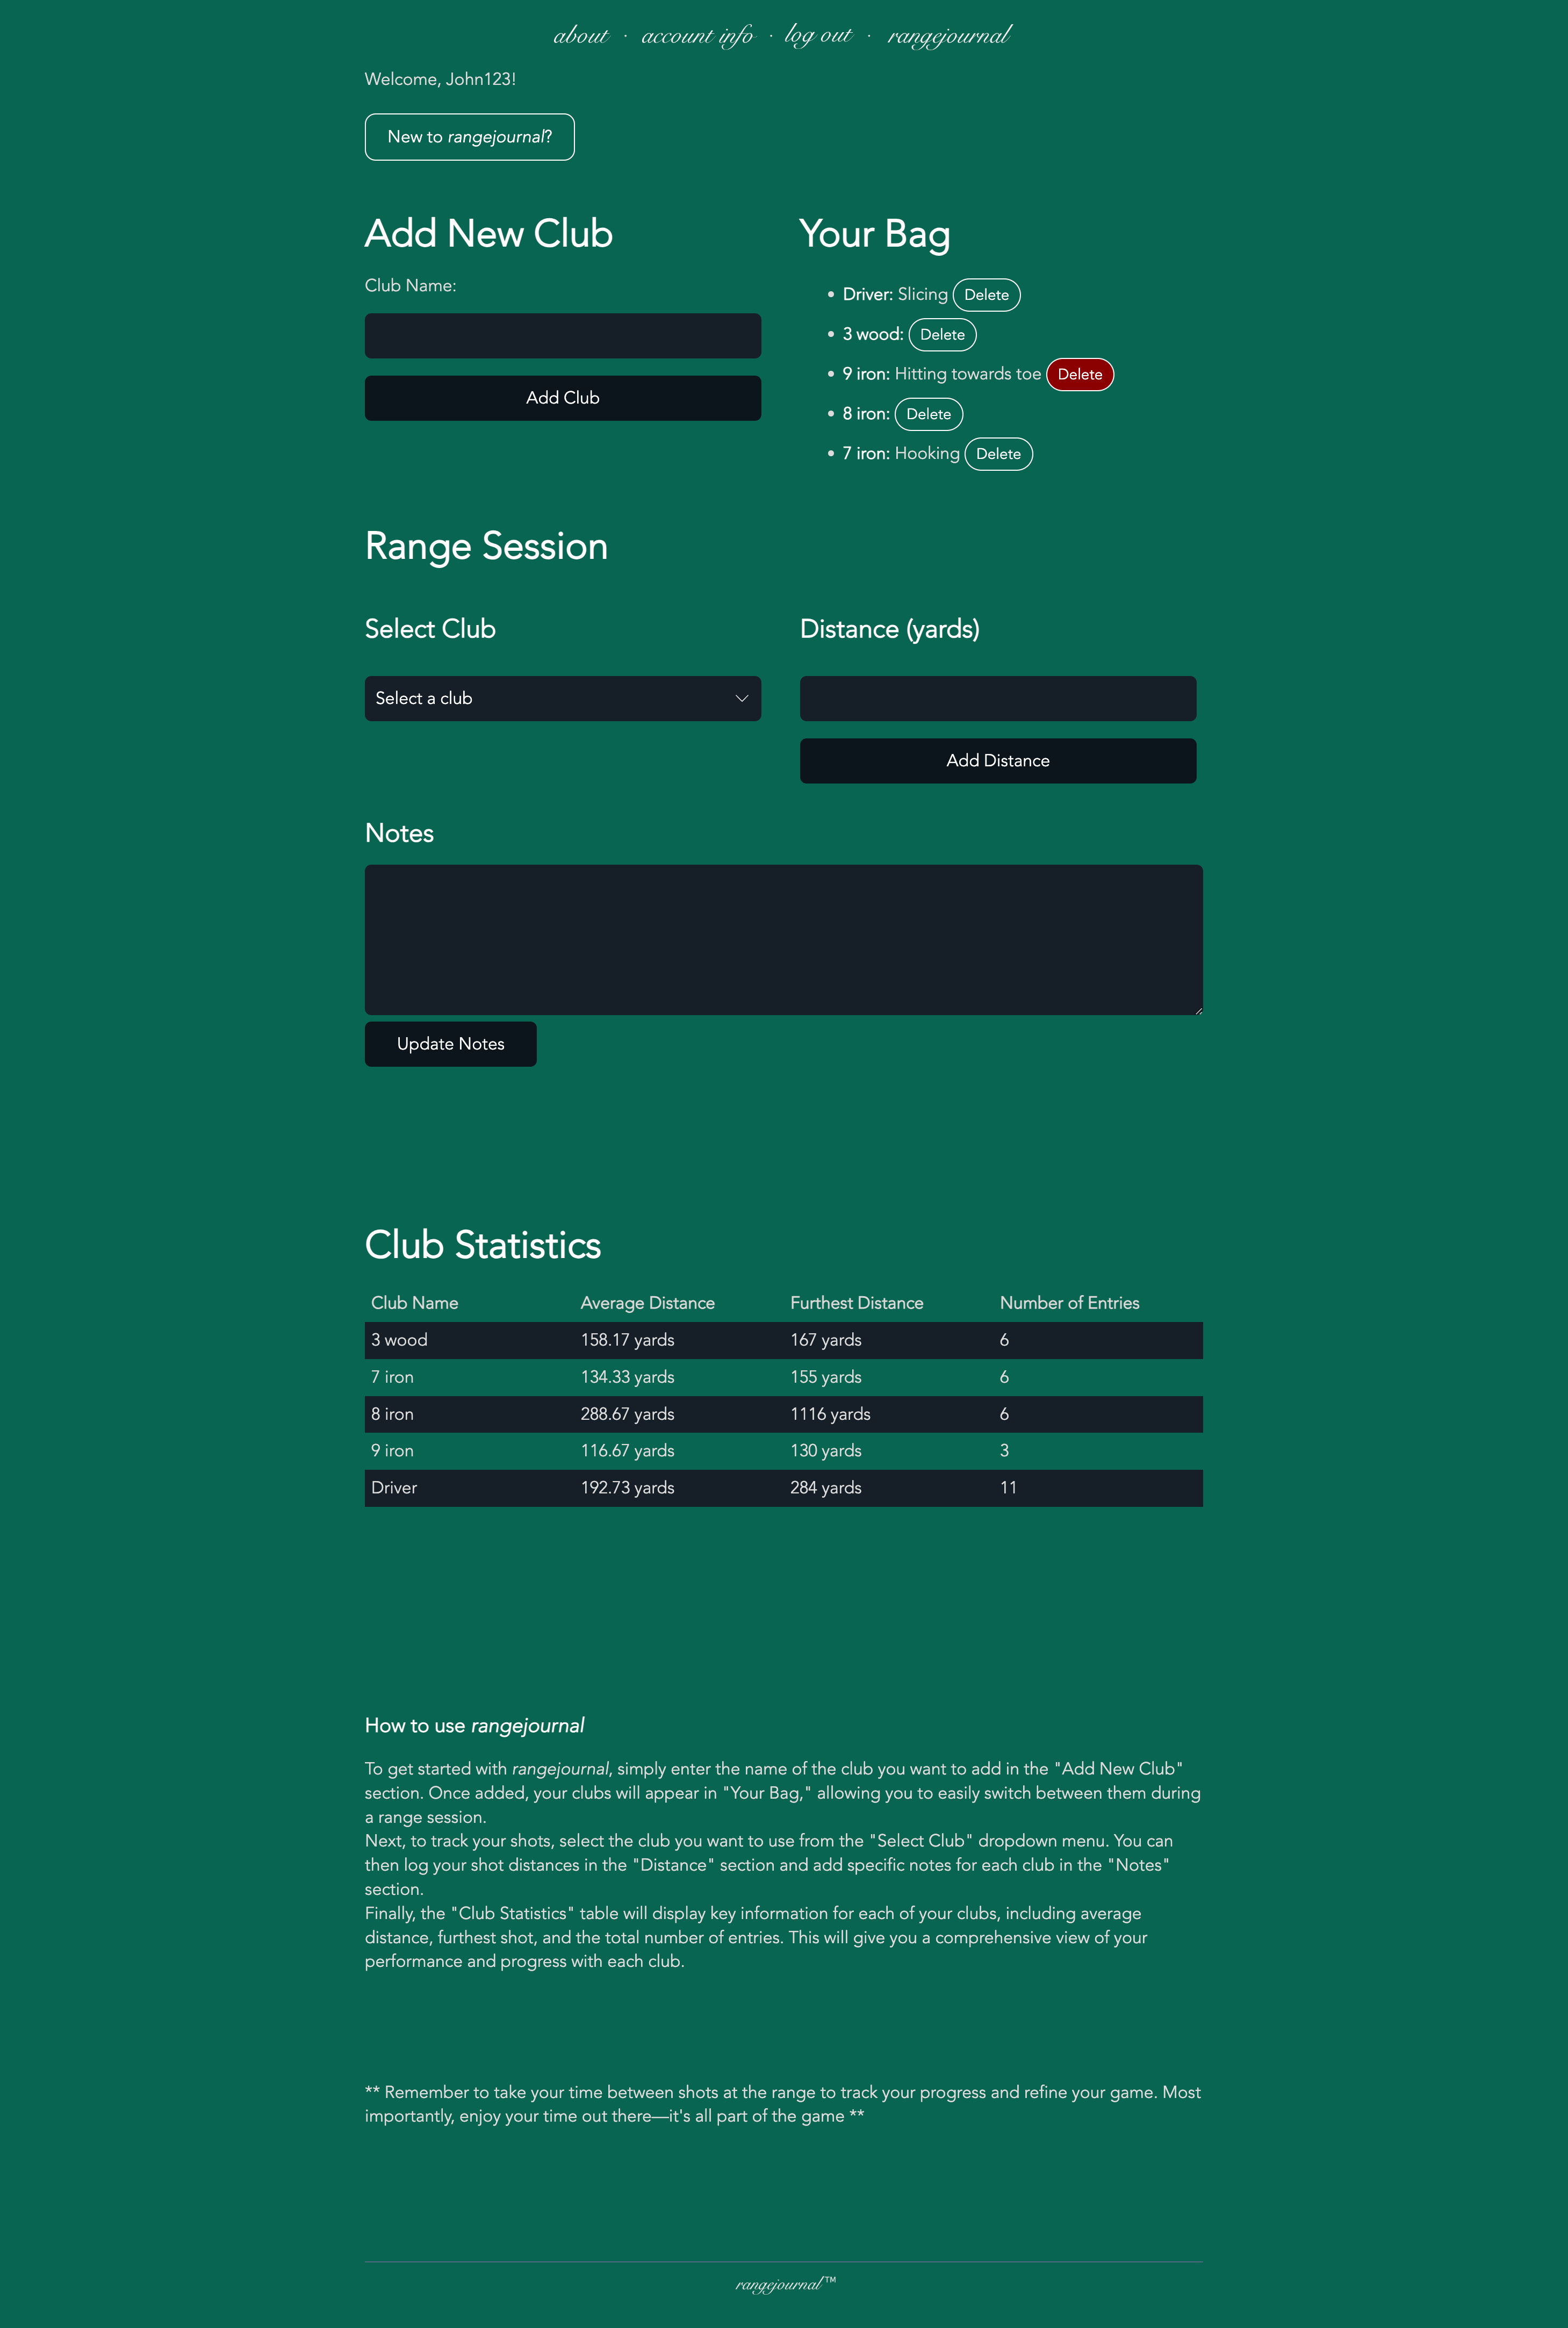 about · account info · log out · rangejournal
Welcome, John123!
New to rangejournal?
Add New Club
Club Name:
Add Club
Your Bag
• Driver: Slicing Delete
• 3 wood: Delete
• 9 iron: Hitting towards toe Delete
• 8 iron: Delete
• 7 iron: Hooking Delete
Range Session
Select Club
Select a club
Distance (yards)
Add Distance
Notes
Update Notes
Club Statistics
Club Name Average Distance Furthest Distance Number of Entries
3 wood 158.17 yards 167 yards 6
7 iron 134.33 yards 155 yards 6
8 iron 288.67 yards 1116 yards 6
9 iron 116.67 yards 130 yards 3
Driver 192.73 yards 284 yards 11
How to use rangejournal
To get started with rangejournal, simply enter the name of the club you want to add in the "Add New Club"
section. Once added, your clubs will appear in "Your Bag," allowing you to easily switch between them during
a range session.
Next, to track your shots, select the club you want to use from the "Select Club" dropdown menu. You can
then log your shot distances in the "Distance" section and add specific notes for each club in the "Notes"
section.
Finally, the "Club Statistics" table will display key information for each of your clubs, including average
distance, furthest shot, and the total number of entries. This will give you a comprehensive view of your
performance and progress with each club.
** Remember to take your time between shots at the range to track your progress and refine your game. Most
importantly, enjoy your time out there—it's all part of the game **
rangejournal™